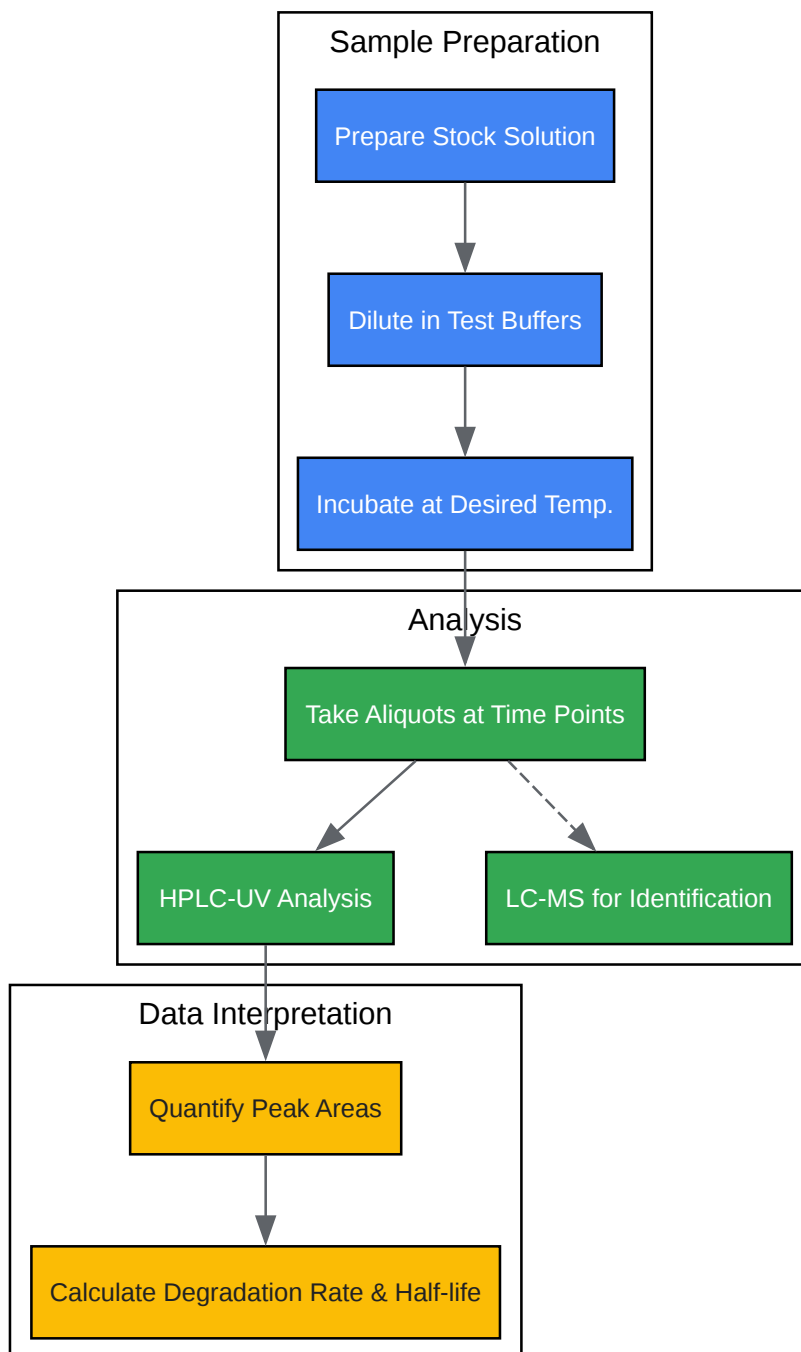 Sample Preparation
Prepare Stock Solution
Dilute in Test Buffers
Incubate at Desired Temp.
Analysis
Take Aliquots at Time Points
HPLC-UV Analysis
LC-MS for Identification
Data Interpretation
Quantify Peak Areas
Calculate Degradation Rate & Half-life